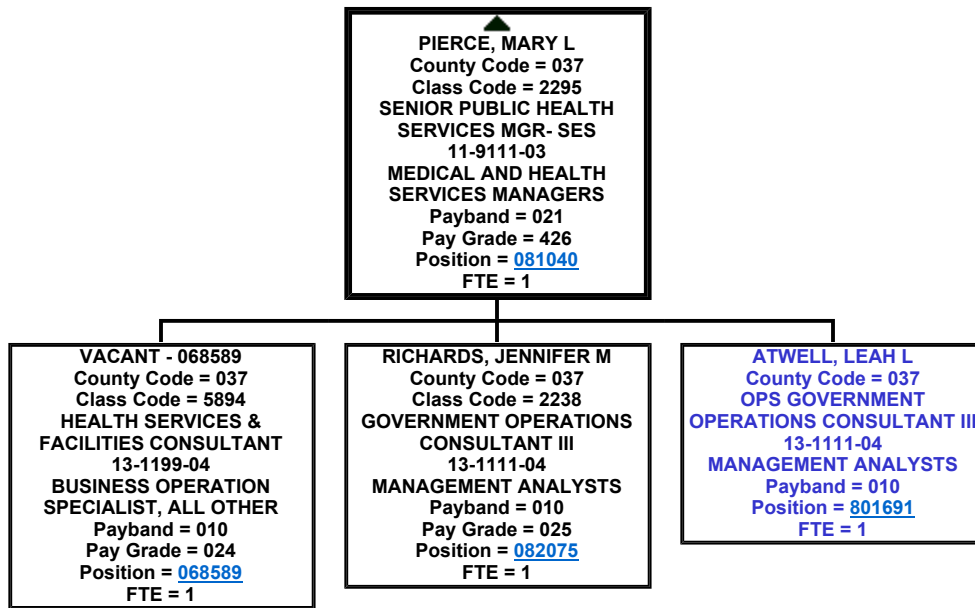 PIERCE, MARY L
County Code = 037
Class Code = 2295
SENIOR PUBLIC HEALTH
SERVICES MGR- SES
11-9111-03
MEDICAL AND HEALTH
SERVICES MANAGERS
Payband = 021
Pay Grade = 426
Position = 081040
FTE = 1
VACANT - 068589
County Code = 037
Class Code = 5894
HEALTH SERVICES &
FACILITIES CONSULTANT
13-1199-04
BUSINESS OPERATION
SPECIALIST, ALL OTHER
Payband = 010
Pay Grade = 024
Position = 068589
FTE = 1
RICHARDS, JENNIFER M
County Code = 037
Class Code = 2238
GOVERNMENT OPERATIONS
CONSULTANT III
13-1111-04
MANAGEMENT ANALYSTS
Payband = 010
Pay Grade = 025
Position = 082075
FTE = 1
ATWELL, LEAH L
County Code = 037
OPS GOVERNMENT
OPERATIONS CONSULTANT III
13-1111-04
MANAGEMENT ANALYSTS
Payband = 010
Position = 801691
FTE = 1